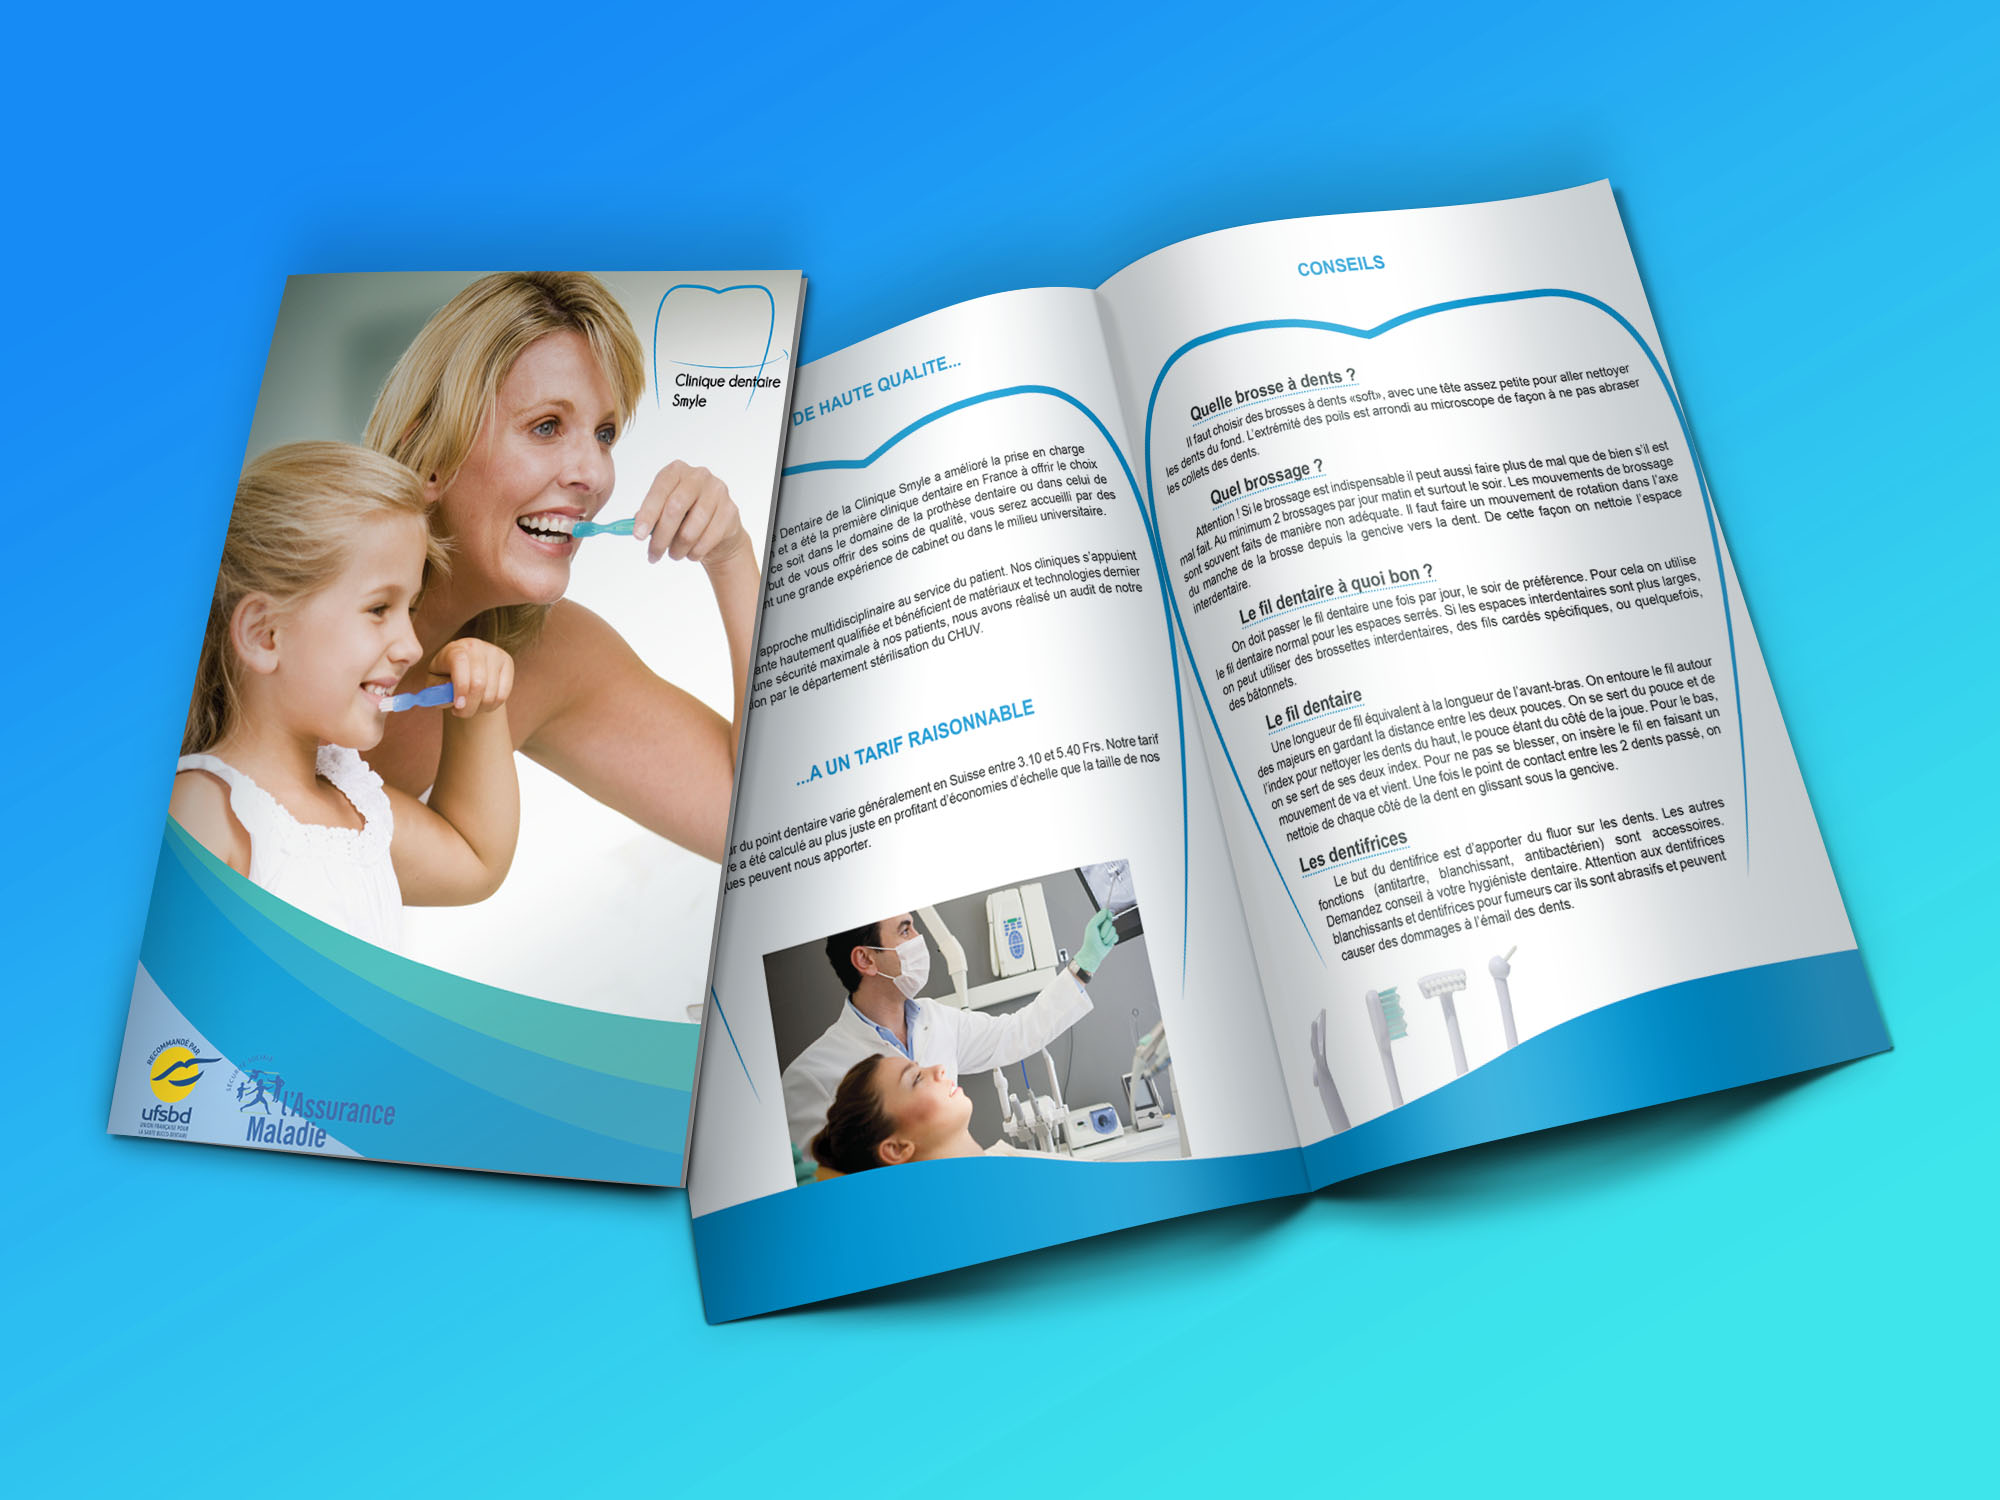 Clinique dentaire
Smyle
RECOMMANDÉ PAR
ufsbd
UNION FRANÇAISE POUR
LA SANTÉ BUCCO-DENTAIRE
SÉCURITÉ SOCIALE
l'Assurance
Maladie
DE HAUTE QUALITE...
Dentaire de la Clinique Smyle a amélioré la prise en charge
et a été la première clinique dentaire en France à offrir le choix
ce soit dans le domaine de la prothèse dentaire ou dans celui de
but de vous offrir des soins de qualité, vous serez accueilli par des
une grande expérience de cabinet ou dans le milieu universitaire.
approche multidisciplinaire au service du patient. Nos cliniques s'appuient
hautement qualifiée et bénéficient de matériaux et technologies dernier
une sécurité maximale à nos patients, nous avons réalisé un audit de notre
par le département stérilisation du CHUV.
...A UN TARIF RAISONNABLE
du point dentaire varie généralement en Suisse entre 3.10 et 5.40 Frs. Notre tarif
a été calculé au plus juste en profitant d'économies d'échelle que la taille de nos
peuvent nous apporter.
CONSEILS
Quelle brosse à dents ?
Il faut choisir des brosses à dents «soft», avec une tête assez petite pour aller nettoyer
les dents du fond. L'extrémité des poils est arrondi au microscope de façon à ne pas abraser
les collets des dents.
Quel brossage ?
Attention ! Si le brossage est indispensable il peut aussi faire plus de mal que de bien s'il est
mal fait. Au minimum 2 brossages par jour matin et surtout le soir. Les mouvements de brossage
sont souvent faits de manière non adéquate. Il faut faire un mouvement de rotation dans l'axe
du manche de la brosse depuis la gencive vers la dent. De cette façon on nettoie l'espace
interdentaire.
Le fil dentaire à quoi bon ?
On doit passer le fil dentaire une fois par jour, le soir de préférence. Pour cela on utilise
le fil dentaire normal pour les espaces serrés. Si les espaces interdentaires sont plus larges,
on peut utiliser des brossettes interdentaires, des fils cardés spécifiques, ou quelquefois,
des bâtonnets.
Le fil dentaire
Une longueur de fil équivalent à la longueur de l'avant-bras. On entoure le fil autour
des majeurs en gardant la distance entre les deux pouces. On se sert du pouce et de
l'index pour nettoyer les dents du haut, le pouce étant du côté de la joue. Pour le bas,
on se sert de ses deux index. Pour ne pas se blesser, on insère le fil en faisant un
mouvement de va et vient. Une fois le point de contact entre les 2 dents passé, on
nettoie de chaque côté de la dent en glissant sous la gencive.
Les dentifrices
Le but du dentifrice est d'apporter du fluor sur les dents. Les autres
fonctions (antitartre, blanchissant, antibactérien) sont accessoires.
Demandez conseil à votre hygiéniste dentaire. Attention aux dentifrices
blanchissants et dentifrices pour fumeurs car ils sont abrasifs et peuvent
causer des dommages à l'émail des dents.